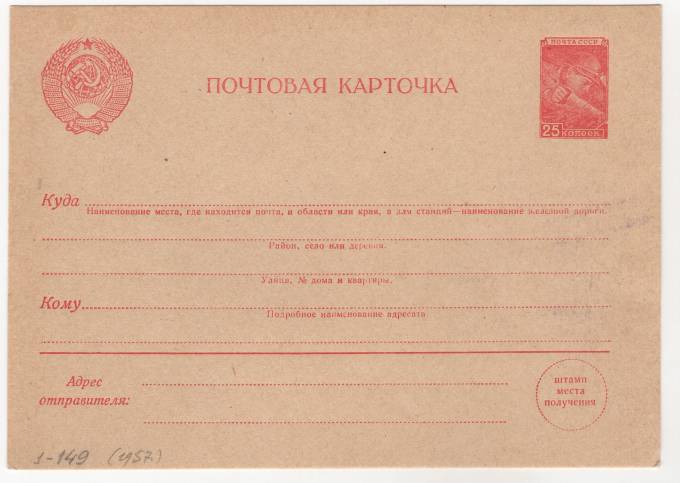 ПОЧТА СССР
ПОЧТОВАЯ КАРТОЧКА
25 КОПЕЕК
Куда
Наименование места, где находится почта, и области или края, а для станций—наименование железной дороги.
Район, село или деревня.
Улица, № дома и квартиры.
Кому
Подробное наименование адресата
Адрес
отправителя:
штамп
места
получения
1-149 (1957.)